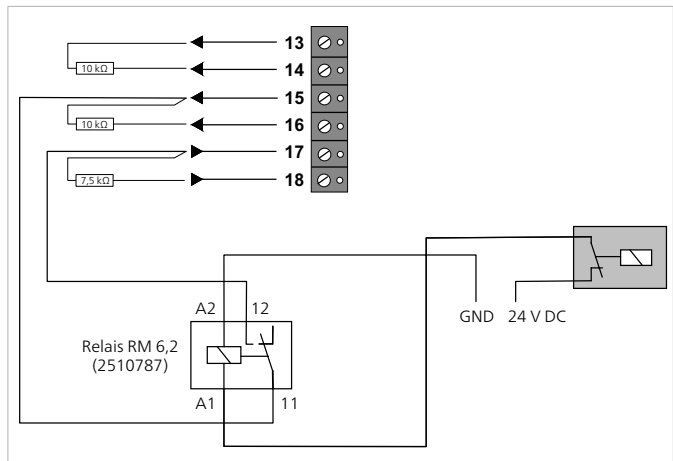 13
10 kΩ
14
15
10 kΩ
16
17
7,5 kΩ
18
GND 24 V DC
A2 12
Relais RM 6,2
(2510787)
A1 11